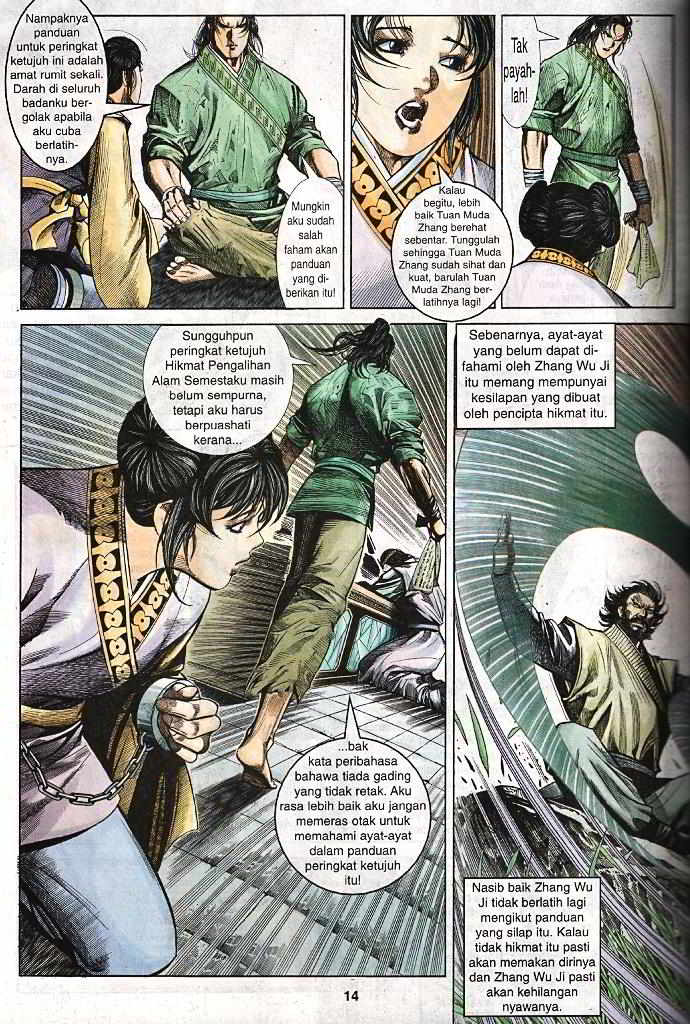 Nampaknya
panduan
untuk peringkat
ketujuh ini adalah
amat rumit sekali.
Darah di seluruh
badanku ber-
golak apabila
aku cuba
berlatih-
nya.
Mungkin
aku sudah
salah
faham akan
panduan
yang di-
berikan itu!
Kalau
begitu, lebih
baik Tuan Muda
Zhang berehat
sebentar. Tunggulah
sehingga Tuan Muda
Zhang sudah sihat dan
kuat, barulah Tuan
Muda Zhang ber-
latihnya lagi!
Tak
payah-
lah!
Sungguhpun
peringkat ketujuh
Hikmat Pengalihan
Alam Semestaku masih
belum sempurna,
tetapi aku harus
berpuashati
kerana...
...bak
kata peribahasa
bahawa tiada gading
yang tidak retak. Aku
rasa lebih baik aku jangan
memeras otak untuk
memahami ayat-ayat
dalam panduan
peringkat ketujuh
itu!
Sebenarnya, ayat-ayat
yang belum dapat di-
fahami oleh Zhang Wu Ji
itu memang mempunyai
kesilapan yang dibuat
oleh pencipta hikmat itu.
Nasib baik Zhang Wu
Ji tidak berlatih lagi
mengikut panduan
yang silap itu. Kalau
tidak hikmat itu pasti
akan memakan dirinya
dan Zhang Wu Ji pasti
akan kehilangan
nyawanya.
14